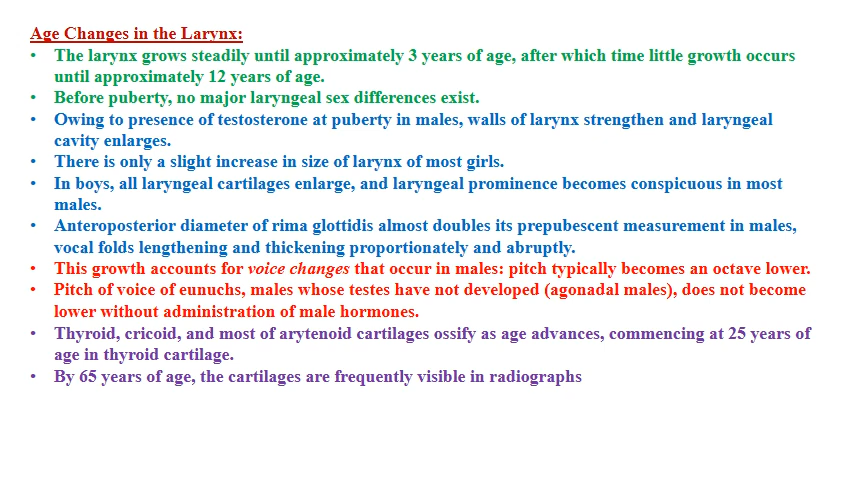 Age Changes in the Larynx:
• The larynx grows steadily until approximately 3 years of age, after which time little growth occurs
until approximately 12 years of age.
• Before puberty, no major laryngeal sex differences exist.
• Owing to presence of testosterone at puberty in males, walls of larynx strengthen and laryngeal
cavity enlarges.
• There is only a slight increase in size of larynx of most girls.
• In boys, all laryngeal cartilages enlarge, and laryngeal prominence becomes conspicuous in most
males.
• Anteroposterior diameter of rima glottidis almost doubles its prepubescent measurement in males,
vocal folds lengthening and thickening proportionately and abruptly.
• This growth accounts for voice changes that occur in males: pitch typically becomes an octave lower.
• Pitch of voice of eunuchs, males whose testes have not developed (agonadal males), does not become
lower without administration of male hormones.
• Thyroid, cricoid, and most of arytenoid cartilages ossify as age advances, commencing at 25 years of
age in thyroid cartilage.
• By 65 years of age, the cartilages are frequently visible in radiographs